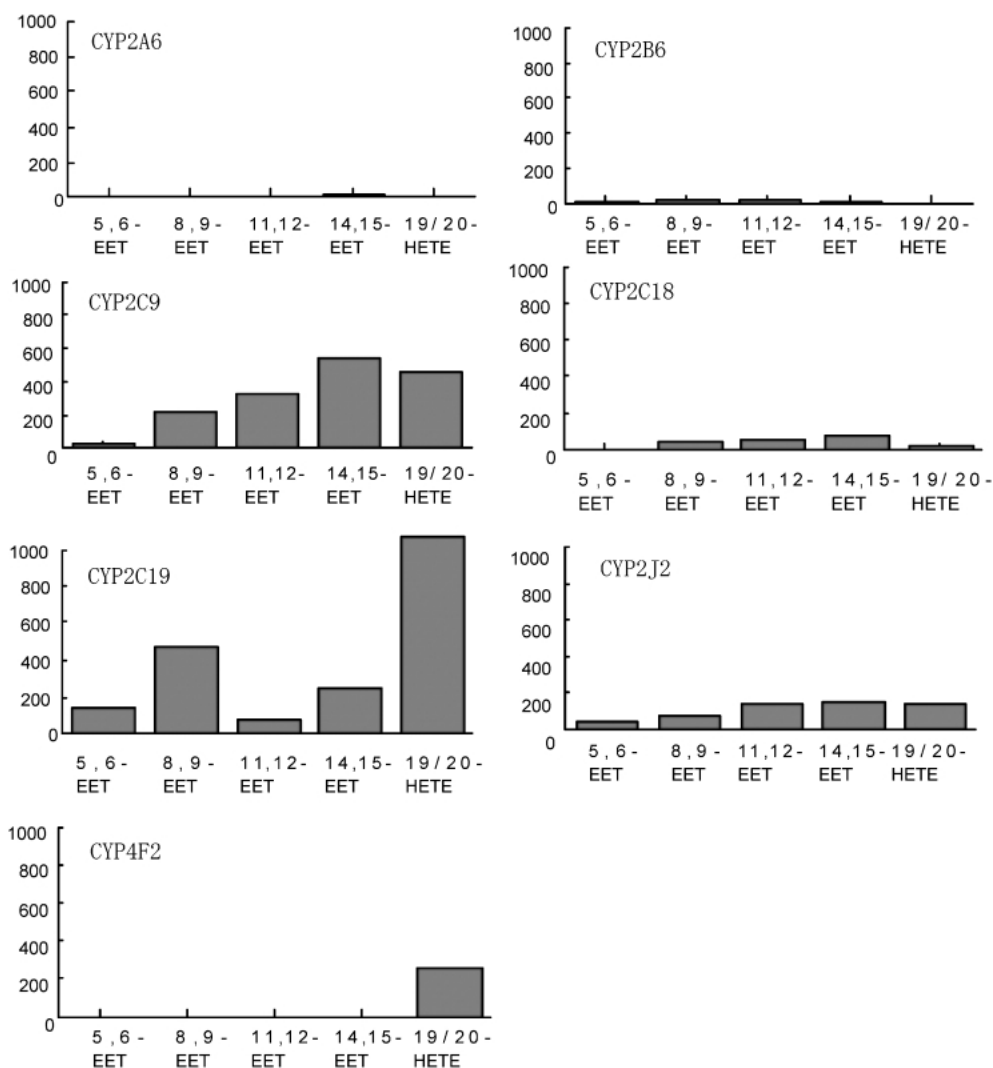 1000
CYP2A6
800
600
400
200
0
5,6- 8,9- 11,12- 14,15- 19/20-
EET EET EET EET HETE
1000
CYP2B6
800
600
400
200
0
5,6- 8,9- 11,12- 14,15- 19/20-
EET EET EET EET HETE
1000
CYP2C9
800
600
400
200
0
5,6- 8,9- 11,12- 14,15- 19/20-
EET EET EET EET HETE
1000
CYP2C18
800
600
400
200
0
5,6- 8,9- 11,12- 14,15- 19/20-
EET EET EET EET HETE
1000
CYP2C19
800
600
400
200
0
5,6- 8,9- 11,12- 14,15- 19/20-
EET EET EET EET HETE
1000
CYP2J2
800
600
400
200
0
5,6- 8,9- 11,12- 14,15- 19/20-
EET EET EET EET HETE
1000
CYP4F2
800
600
400
200
0
5,6- 8,9- 11,12- 14,15- 19/20-
EET EET EET EET HETE